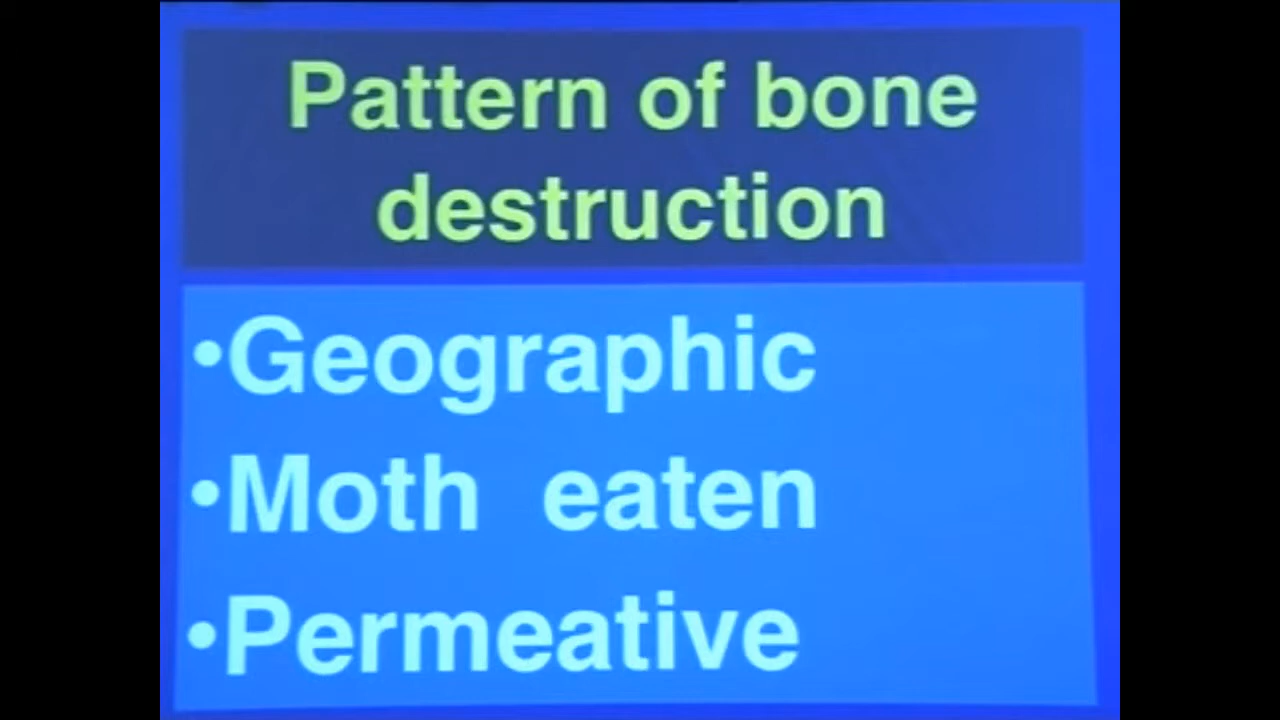 Pattern of bone
destruction
•Geographic
•Moth eaten
•Permeative